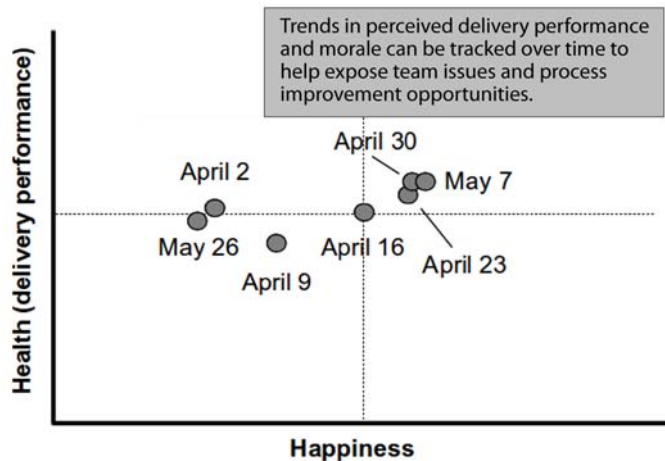 Trends in perceived delivery performance
and morale can be tracked over time to
help expose team issues and process
improvement opportunities.
April 30
April 2
May 7
May 26
April 16
April 23
April 9
Health (delivery performance)
Happiness